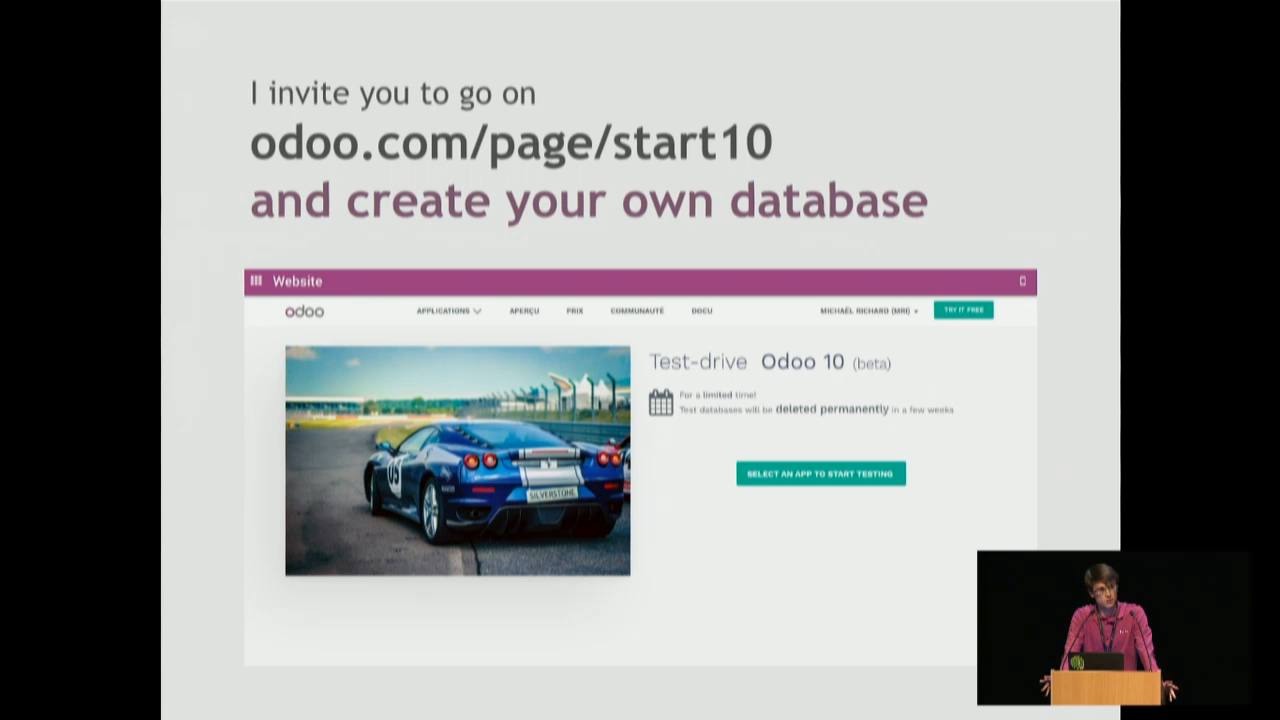 I invite you to go on
odoo.com/page/start10
and create your own database
Website
odoo APPLICATIONS APERÇU PRIX COMMUNAUTÉ DOCU MICHAËL RICHARD (MRI) TRY IT FREE
Test-drive Odoo 10 (beta)
For a limited time!
Test databases will be deleted permanently in a few weeks
SELECT AN APP TO START TESTING
05
SILVERSTONE